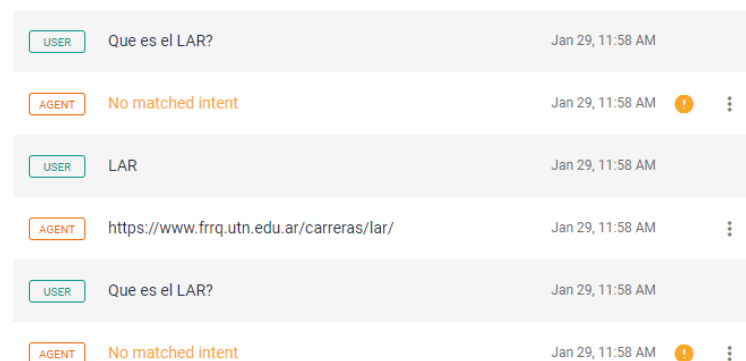 USER Que es el LAR? Jan 29, 11:58 AM
AGENT No matched intent Jan 29, 11:58 AM
USER LAR Jan 29, 11:58 AM
AGENT https://www.frrq.utn.edu.ar/carreras/lar/ Jan 29, 11:58 AM
USER Que es el LAR? Jan 29, 11:58 AM
AGENT No matched intent Jan 29, 11:58 AM